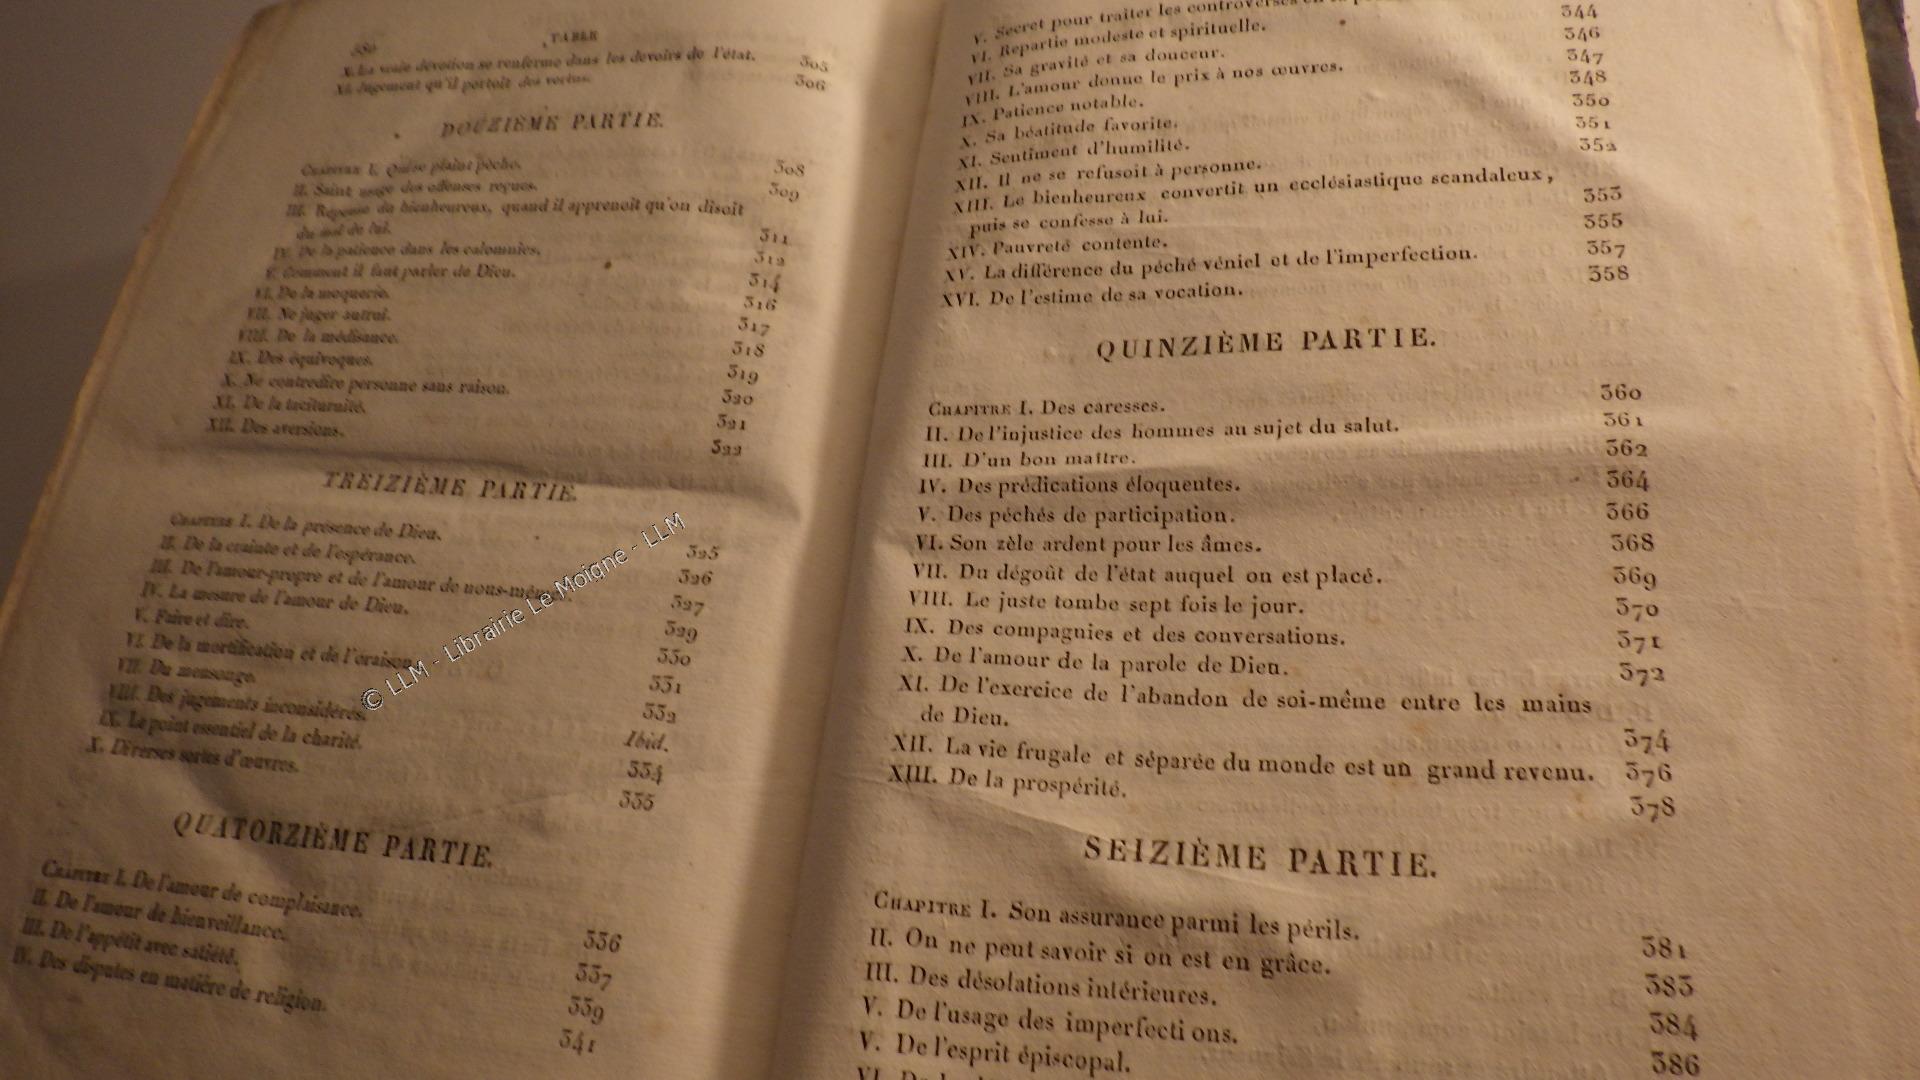 580
TABLE
X. La vraie dévotion se renferme dans les devoirs de l'état. 305
XI. Jugement qu'il portoit des vertus. 306
DOUZIÈME PARTIE.
CHAPITRE I. Qui se plaint pèche. 308
II. Saint usage des offenses reçues. 309
III. Réponse du bienheureux, quand il apprenoit qu'on disoit
du mal de lui. 311
IV. De la patience dans les calomnies. 312
V. Comment il faut parler de Dieu. 314
VI. De la moquerie. 316
VII. Ne juger autrui. 317
VIII. De la médisance. 318
IX. Des équivoques. 319
X. Ne contredire personne sans raison. 320
XI. De la taciturnité. 321
XII. Des aversions. 322
TREIZIÈME PARTIE.
CHAPITRE I. De la présence de Dieu. 325
II. De la crainte et de l'espérance. 326
III. De l'amour-propre et de l'amour de nous-mêmes. 327
IV. La mesure de l'amour de Dieu. 329
V. Faire et dire. 330
VI. De la mortification et de l'oraison. 331
VII. Du mensonge. 332
VIII. Des jugements inconsidérés. Ibid.
IX. Le point essentiel de la charité. 334
X. Diverses sortes d'œuvres. 335
QUATORZIÈME PARTIE.
CHAPITRE I. De l'amour de complaisance. 336
II. De l'amour de bienveillance. 337
III. De l'appétit avec satiété. 339
IV. Des disputes en matière de religion. 341
V. Secret pour traiter les controverses en 344
VI. Repartie modeste et spirituelle. 346
VII. Sa gravité et sa douceur. 347
VIII. L'amour donne le prix à nos œuvres. 348
IX. Patience notable. 350
X. Sa béatitude favorite. 351
XI. Sentiment d'humilité. 352
XII. Il ne se refusoit à personne.
XIII. Le bienheureux convertit un ecclésiastique scandaleux, 353
puis se confesse à lui. 355
XIV. Pauvreté contente. 357
XV. La différence du péché véniel et de l'imperfection. 358
XVI. De l'estime de sa vocation.
QUINZIÈME PARTIE.
CHAPITRE I. Des caresses. 360
II. De l'injustice des hommes au sujet du salut. 361
III. D'un bon maître. 362
IV. Des prédications éloquentes. 364
V. Des péchés de participation. 366
VI. Son zèle ardent pour les âmes. 368
VII. Du dégoût de l'état auquel on est placé. 369
VIII. Le juste tombe sept fois le jour. 370
IX. Des compagnies et des conversations. 371
X. De l'amour de la parole de Dieu. 372
XI. De l'exercice de l'abandon de soi-même entre les mains
de Dieu. 374
XII. La vie frugale et séparée du monde est un grand revenu. 376
XIII. De la prospérité. 378
SEIZIÈME PARTIE.
CHAPITRE I. Son assurance parmi les périls. 381
II. On ne peut savoir si on est en grâce. 383
III. Des désolations intérieures. 384
V. De l'usage des imperfections. 386
V. De l'esprit épiscopal.
VI.
© LLM - Librairie Le Moigne - LLM